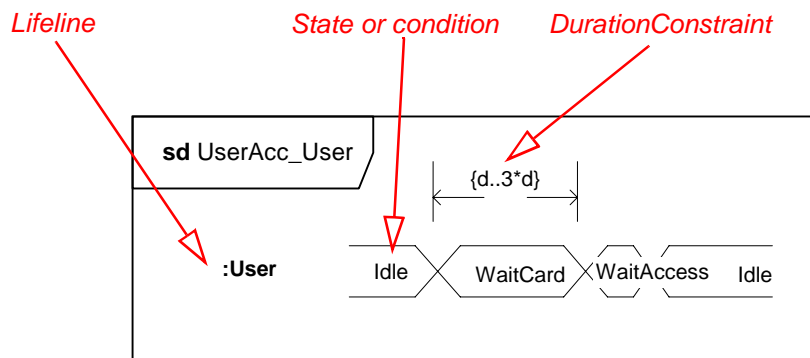 Lifeline State or condition DurationConstraint
sd UserAcc_User
{d..3*d}
:User Idle WaitCard WaitAccess Idle